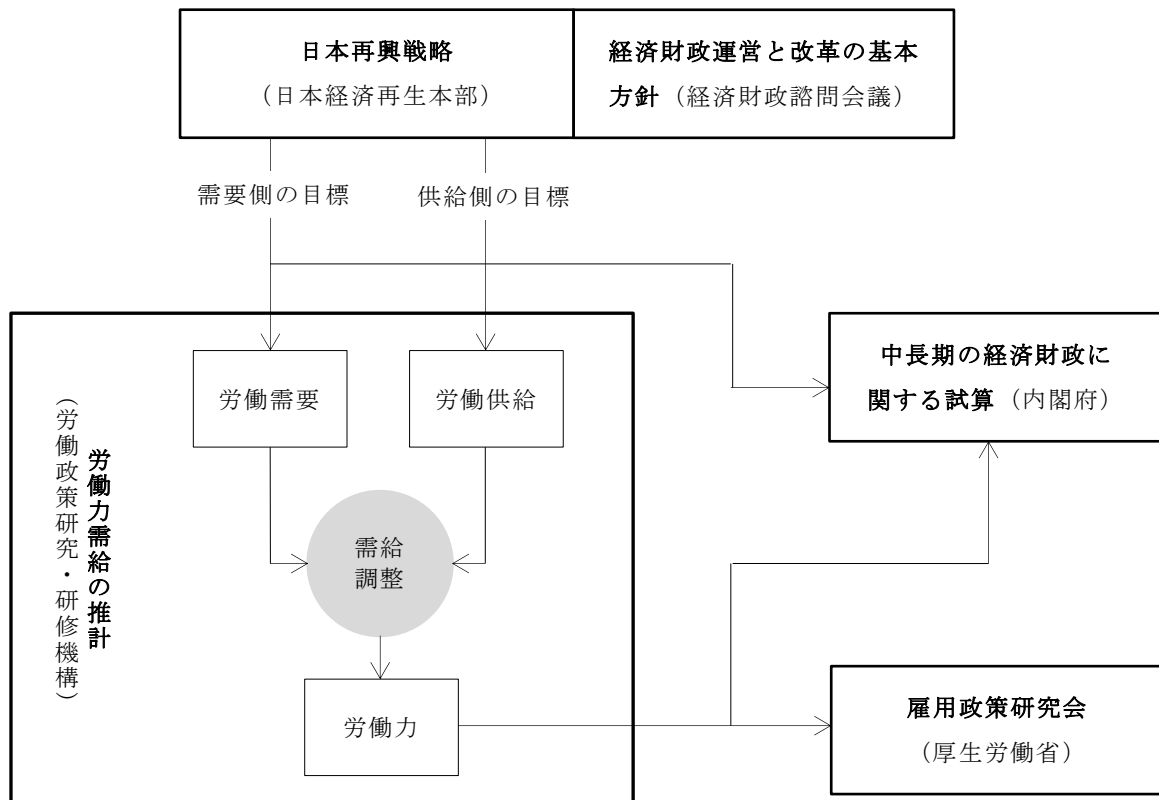 日本再興戦略
（日本経済再生本部）
経済財政運営と改革の基本
方針（経済財政諮問会議）
需要側の目標
供給側の目標
労働需要
労働供給
中長期の経済財政に
関する試算（内閣府）
労働力需給の推計
（労働政策研究・研修機構）
需給
調整
労働力
雇用政策研究会
（厚生労働省）